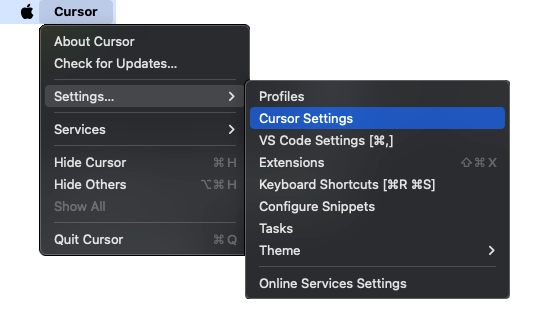 Cursor
About Cursor
Check for Updates...
Settings...
Services
Hide Cursor ⌘ H
Hide Others ⌥⌘ H
Show All
Quit Cursor ⌘ Q
Profiles
Cursor Settings
VS Code Settings [⌘,]
Extensions ⇧⌘ X
Keyboard Shortcuts [⌘R ⌘S]
Configure Snippets
Tasks
Theme
Online Services Settings